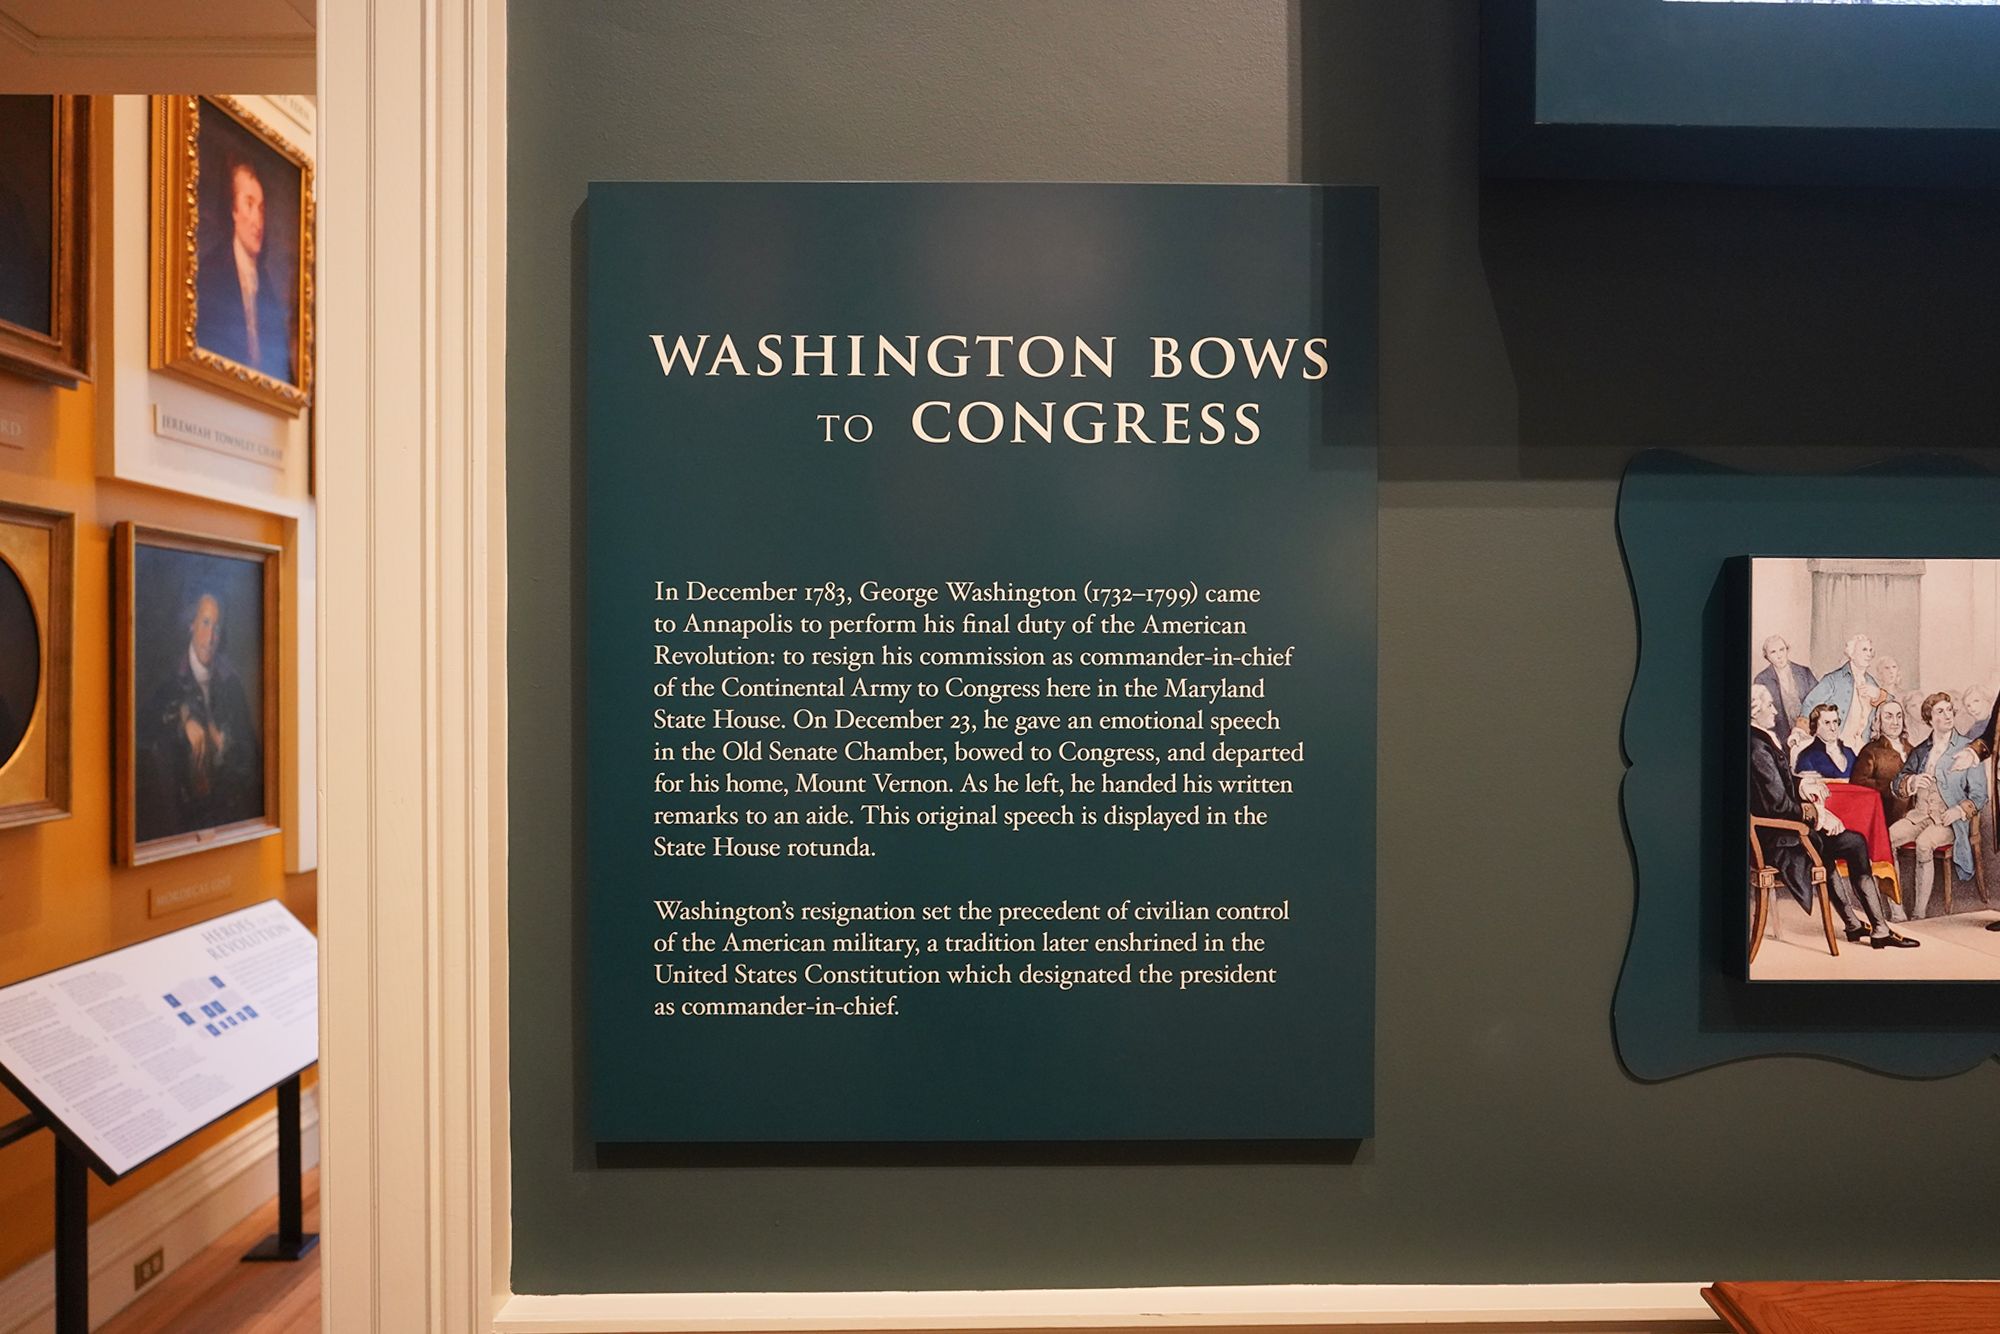 WASHINGTON BOWS
TO CONGRESS
In December 1783, George Washington (1732–1799) came
to Annapolis to perform his final duty of the American
Revolution: to resign his commission as commander-in-chief
of the Continental Army to Congress here in the Maryland
State House. On December 23, he gave an emotional speech
in the Old Senate Chamber, bowed to Congress, and departed
for his home, Mount Vernon. As he left, he handed his written
remarks to an aide. This original speech is displayed in the
State House rotunda.
Washington's resignation set the precedent of civilian control
of the American military, a tradition later enshrined in the
United States Constitution which designated the president
as commander-in-chief.
JEREMIAH TOWNLEY CHASE
MORDECAI GIST
HEROES OF THE
REVOLUTION